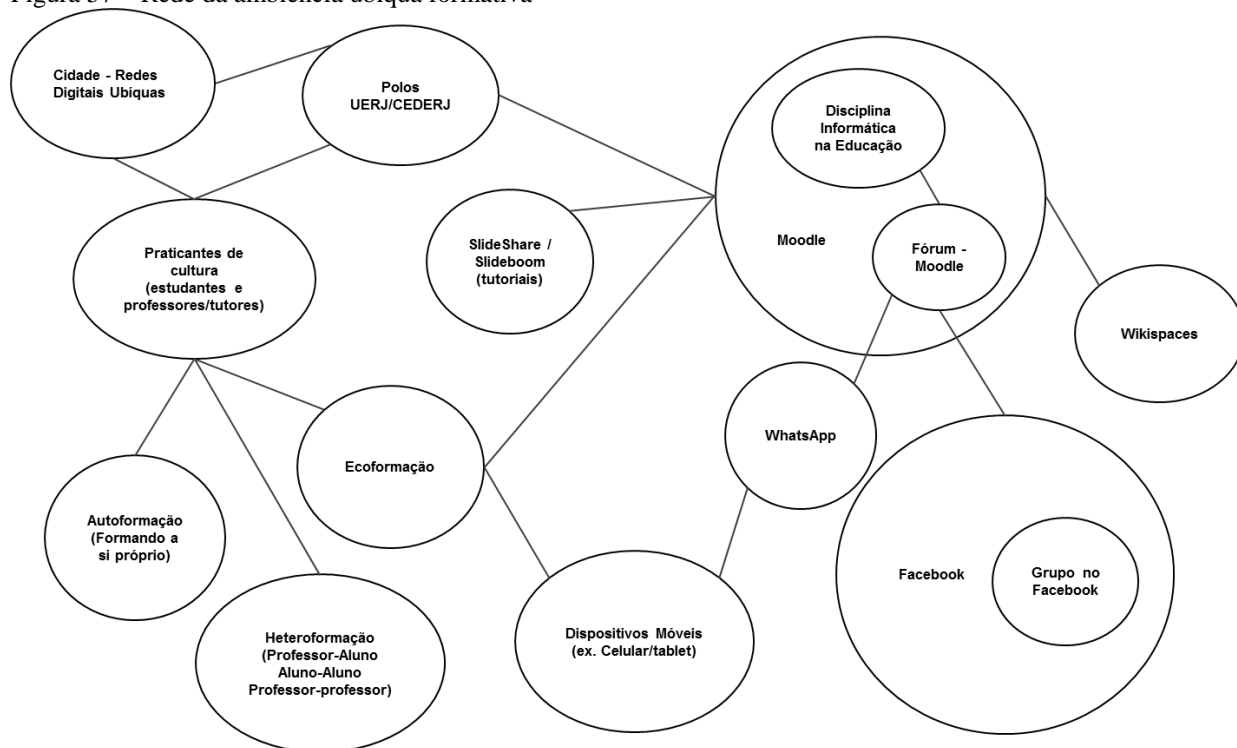 Figura 37 – Rede da ambiência ubíqua formativa
Cidade - Redes
Digitais Ubíquas
Polos
UERJ/CEDERJ
Disciplina
Informática
na Educação
Praticantes de
cultura
(estudantes e
professores/tutores)
SlideShare /
Slideboom
(tutoriais)
Moodle
Fórum -
Moodle
Wikispaces
Ecoformação
WhatsApp
Autoformação
(Formando a
si próprio)
Facebook
Grupo no
Facebook
Heteroformação
(Professor-Aluno
Aluno-Aluno
Professor-professor)
Dispositivos Móveis
(ex. Celular/tablet)